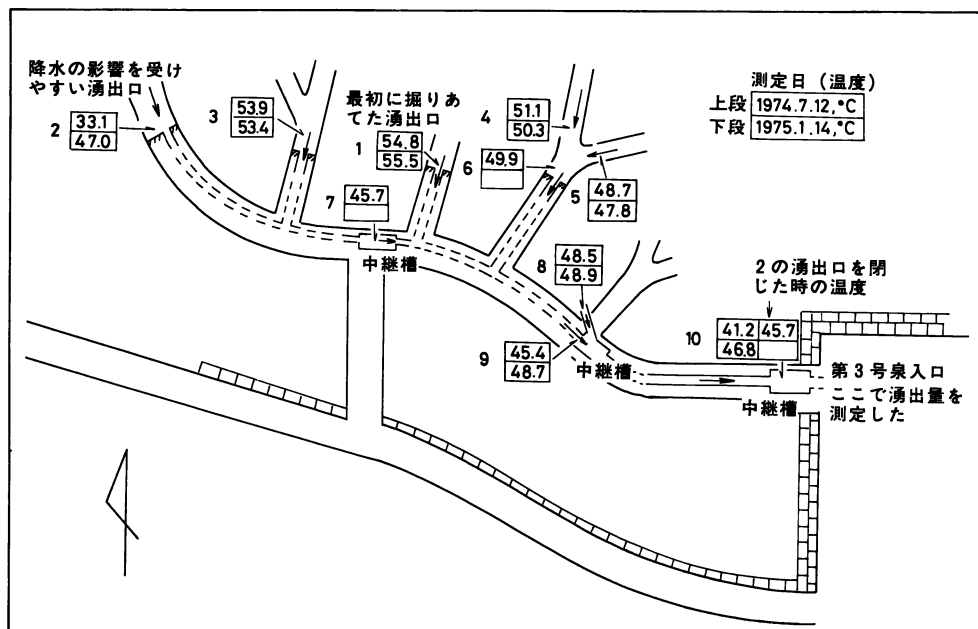 降水の影響を受け
やすい湧出口
2
33.1
47.0
3
53.9
53.4
最初に掘りあ
てた湧出口
1
54.8
55.5
4
51.1
50.3
測定日(温度)
上段 1974.7.12,°C
下段 1975.1.14,°C
6
49.9
5
48.7
47.8
7
45.7
中継槽
8
48.5
48.9
9
45.4
48.7
中継槽
2の湧出口を閉
じた時の温度
10
41.2 45.7
46.8
中継槽
第3号泉入口
ここで湧出量を
測定した